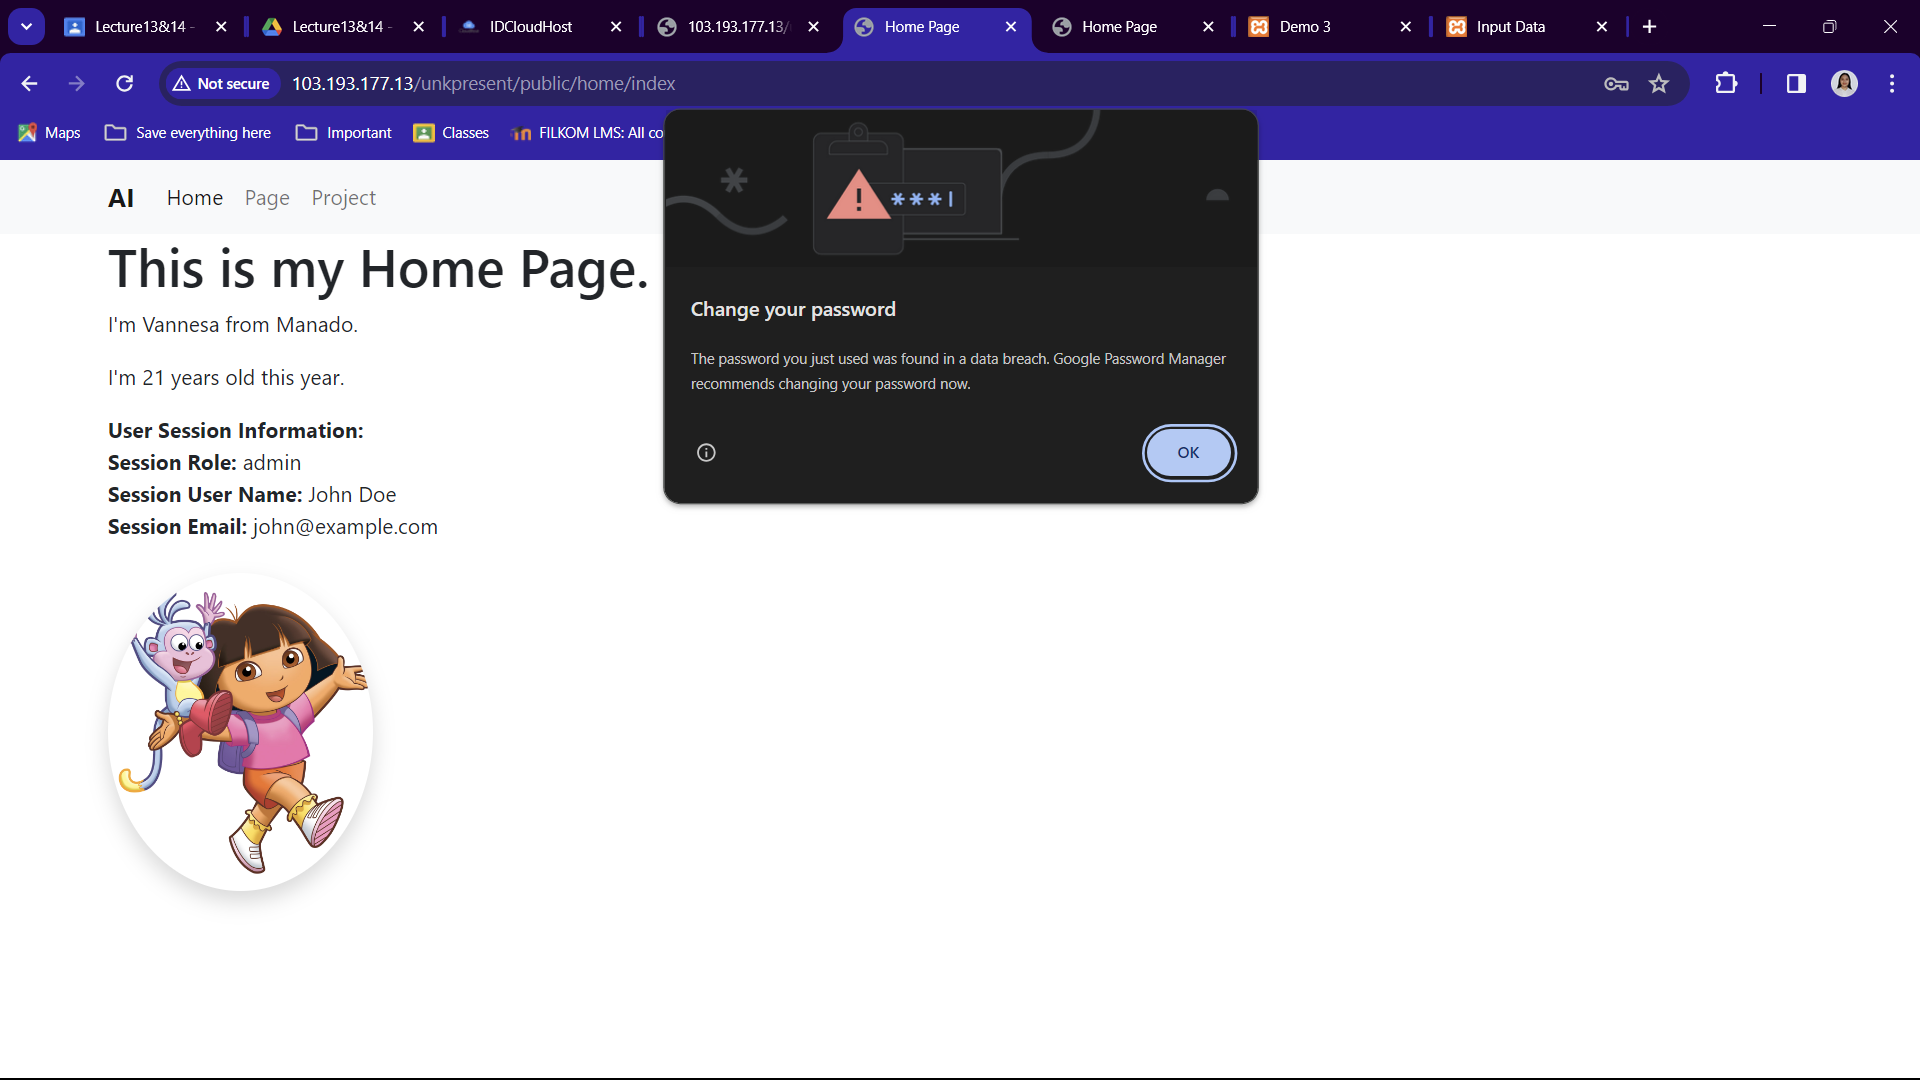 Lecture13&14 -
Lecture13&14 -
IDCloudHost
103.193.177.13/
Home Page
Home Page
Demo 3
Input Data
Not secure
103.193.177.13/unkpresent/public/home/index
Maps
Save everything here
Important
Classes
FILKOM LMS: All co
AI
Home
Page
Project
This is my Home Page.
I'm Vannesa from Manado.
I'm 21 years old this year.
User Session Information:
Session Role: admin
Session User Name: John Doe
Session Email: john@example.com
***|
Change your password
The password you just used was found in a data breach. Google Password Manager
recommends changing your password now.
OK